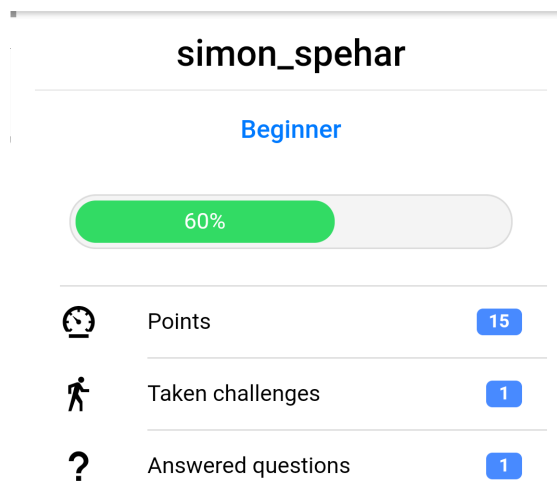 simon_spehar
Beginner
60%
Points 15
Taken challenges 1
Answered questions 1